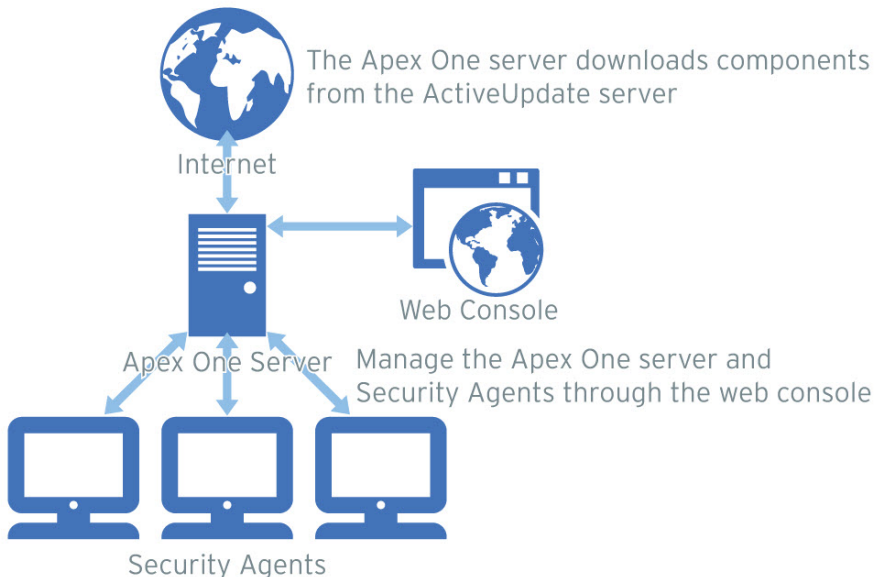 The Apex One server downloads components
from the ActiveUpdate server
Internet
Web Console
Apex One Server
Manage the Apex One server and
Security Agents through the web console
Security Agents